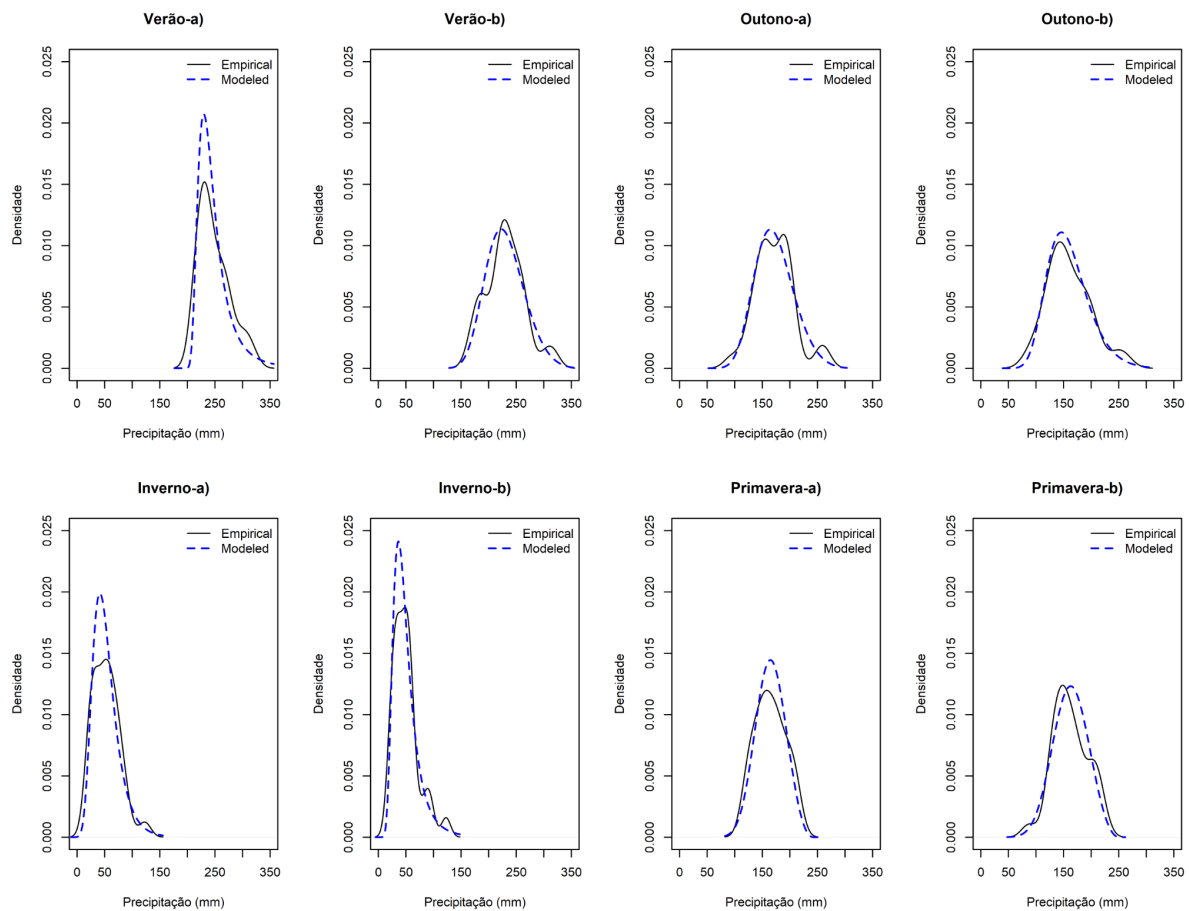 Verão-a)
Empirical
Modeled
Densidade
0.000 0.005 0.010 0.015 0.020 0.025
0 50 150 250 350
Precipitação (mm)
Verão-b)
Empirical
Modeled
Densidade
0.000 0.005 0.010 0.015 0.020 0.025
0 50 150 250 350
Precipitação (mm)
Outono-a)
Empirical
Modeled
Densidade
0.000 0.005 0.010 0.015 0.020 0.025
0 50 150 250 350
Precipitação (mm)
Outono-b)
Empirical
Modeled
Densidade
0.000 0.005 0.010 0.015 0.020 0.025
0 50 150 250 350
Precipitação (mm)
Inverno-a)
Empirical
Modeled
Densidade
0.000 0.005 0.010 0.015 0.020 0.025
0 50 150 250 350
Precipitação (mm)
Inverno-b)
Empirical
Modeled
Densidade
0.000 0.005 0.010 0.015 0.020 0.025
0 50 150 250 350
Precipitação (mm)
Primavera-a)
Empirical
Modeled
Densidade
0.000 0.005 0.010 0.015 0.020 0.025
0 50 150 250 350
Precipitação (mm)
Primavera-b)
Empirical
Modeled
Densidade
0.000 0.005 0.010 0.015 0.020 0.025
0 50 150 250 350
Precipitação (mm)